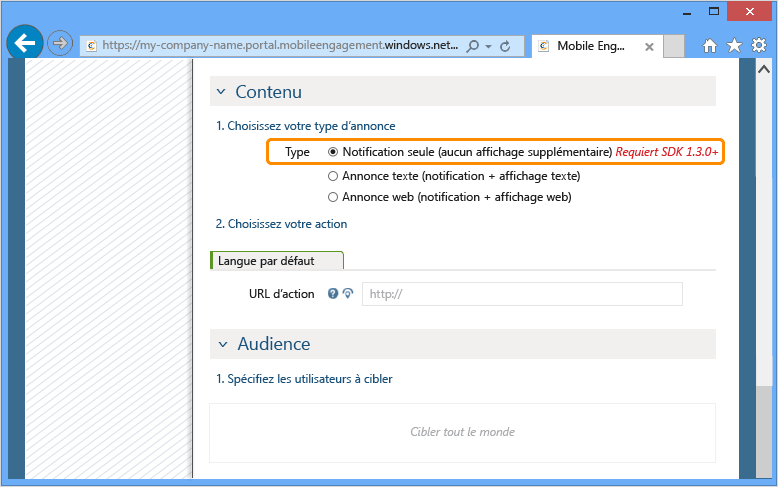 https://my-company-name.portal.mobileengagement.windows.net...
Mobile Eng...
Contenu
1. Choisissez votre type d'annonce
Type Notification seule (aucun affichage supplémentaire) Requiert SDK 1.3.0+
Annonce texte (notification + affichage texte)
Annonce web (notification + affichage web)
2. Choisissez votre action
Langue par défaut
URL d'action ? http://
Audience
1. Spécifiez les utilisateurs à cibler
Cibler tout le monde